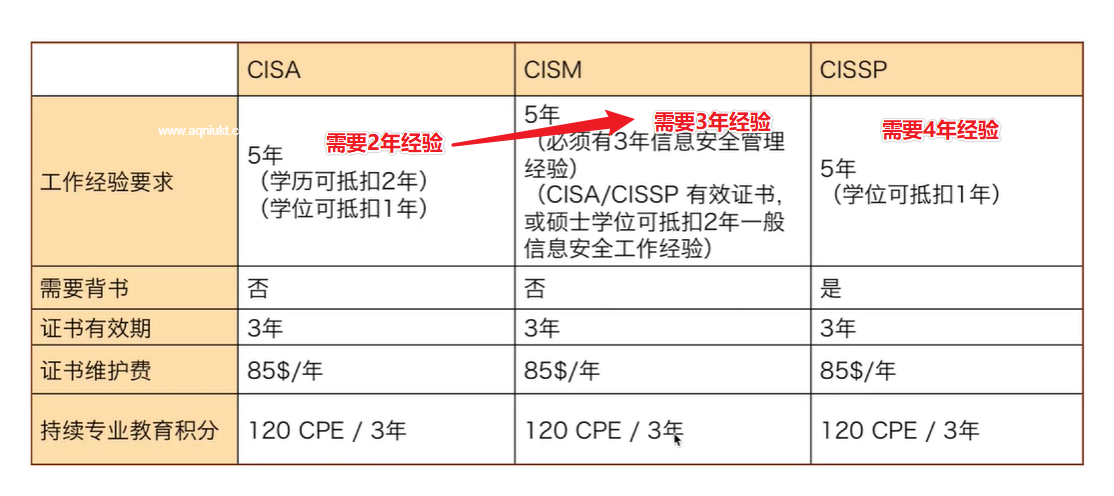 CISA
CISM
CISSP
www.aqniukt.c
工作经验要求
需要2年经验
5年
（学历可抵扣2年）
（学位可抵扣1年）
5年
需要3年经验
（必须有3年信息安全管理
经验）
（CISA/CISSP 有效证书,
或硕士学位可抵扣2年一般
信息安全工作经验）
需要4年经验
5年
（学位可抵扣1年）
需要背书
否
否
是
证书有效期
3年
3年
3年
证书维护费
85$/年
85$/年
85$/年
持续专业教育积分
120 CPE / 3年
120 CPE / 3年
120 CPE / 3年